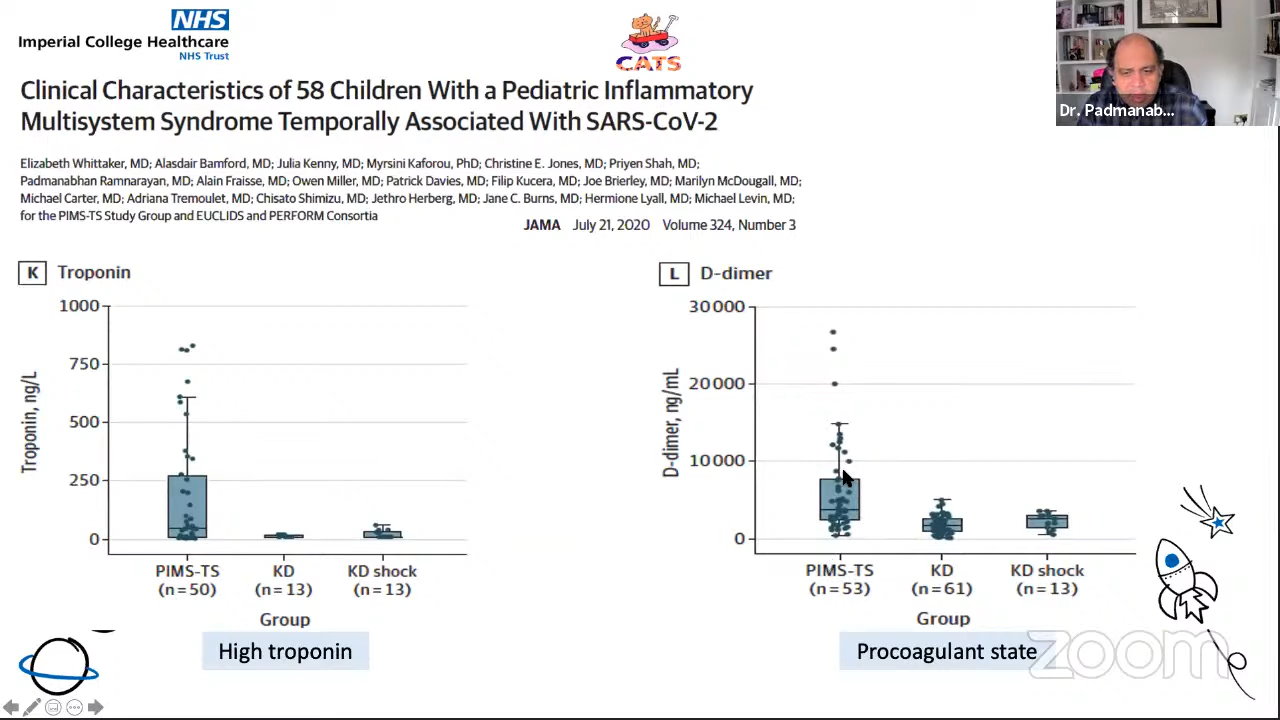 NHS
Imperial College Healthcare
NHS Trust
CATS
Dr. Padmanab...
Clinical Characteristics of 58 Children With a Pediatric Inflammatory
Multisystem Syndrome Temporally Associated With SARS-CoV-2
Elizabeth Whittaker, MD; Alasdair Bamford, MD; Julia Kenny, MD; Myrsini Kaforou, PhD; Christine E. Jones, MD; Priyen Shah, MD;
Padmanabhan Ramnarayan, MD; Alain Fraisse, MD; Owen Miller, MD; Patrick Davies, MD; Filip Kucera, MD; Joe Brierley, MD; Marilyn McDougall, MD;
Michael Carter, MD; Adriana Tremoulet, MD; Chisato Shimizu, MD; Jethro Herberg, MD; Jane C. Burns, MD; Hermione Lyall, MD; Michael Levin, MD;
for the PIMS-TS Study Group and EUCLIDS and PERFORM Consortia
JAMA July 21, 2020 Volume 324, Number 3
K Troponin
1000
750
500
250
0
Troponin, ng/L
PIMS-TS KD KD shock
(n=50) (n=13) (n=13)
Group
High troponin
L D-dimer
30000
20000
10000
0
D-dimer, ng/mL
PIMS-TS KD KD shock
(n=53) (n=61) (n=13)
Group
Procoagulant state
zoom